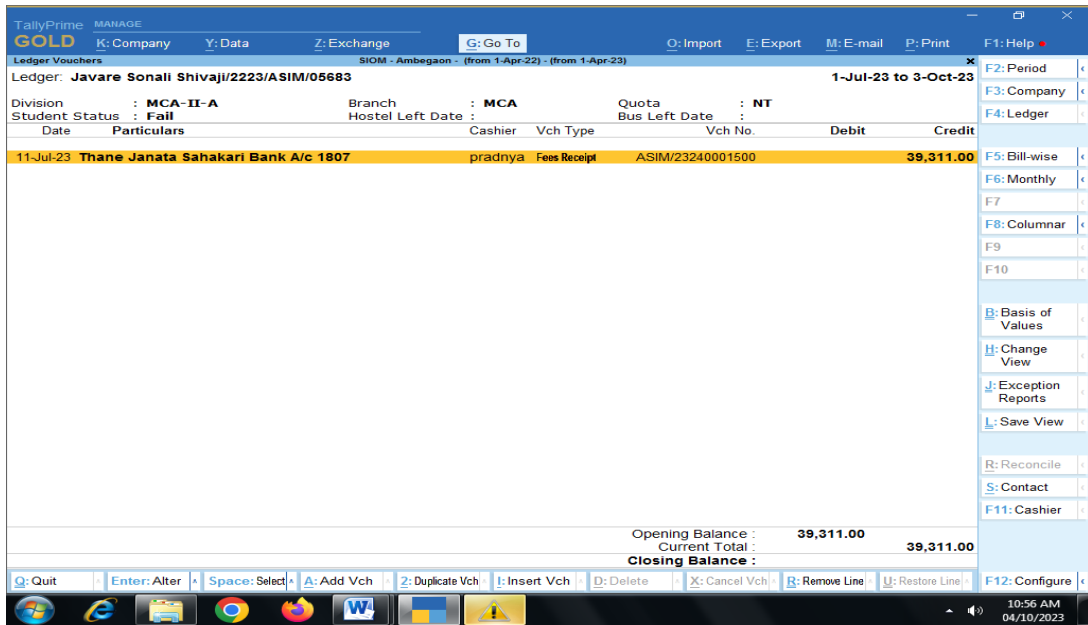 TallyPrime MANAGE
GOLD K: Company Y: Data Z: Exchange G: Go To O: Import E: Export M: E-mail P: Print F1: Help
Ledger Vouchers SIOM - Ambegaon - (from 1-Apr-22) - (from 1-Apr-23) x
F2: Period
Ledger: Javare Sonali Shivaji/2223/ASIM/05683 1-Jul-23 to 3-Oct-23
F3: Company
Division : MCA-II-A Branch : MCA Quota : NT
Student Status : Fail Hostel Left Date : Bus Left Date :
F4: Ledger
Date Particulars Cashier Vch Type Vch No. Debit Credit
11-Jul-23 Thane Janata Sahakari Bank A/c 1807 pradnya Fees Receipt ASIM/23240001500 39,311.00
F5: Bill-wise
F6: Monthly
F7
F8: Columnar
F9
F10
B: Basis of
Values
H: Change
View
J: Exception
Reports
L: Save View
R: Reconcile
S: Contact
F11: Cashier
Opening Balance : 39,311.00
Current Total : 39,311.00
Closing Balance :
Q: Quit Enter: Alter Space: Select A: Add Vch 2: Duplicate Vch I: Insert Vch D: Delete X: Cancel Vch R: Remove Line U: Restore Line F12: Configure
10:56 AM
04/10/2023